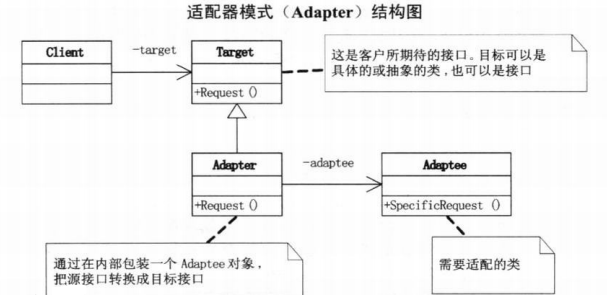 适配器模式（Adapter）结构图
Client
-target
Target
+Request()
这是客户所期待的接口。目标可以是
具体的或抽象的类,也可以是接口
Adapter
+Request()
-adaptee
Adaptee
+SpecificRequest ()
通过在内部包装一个 Adaptee 对象，
把源接口转换成目标接口
需要适配的类